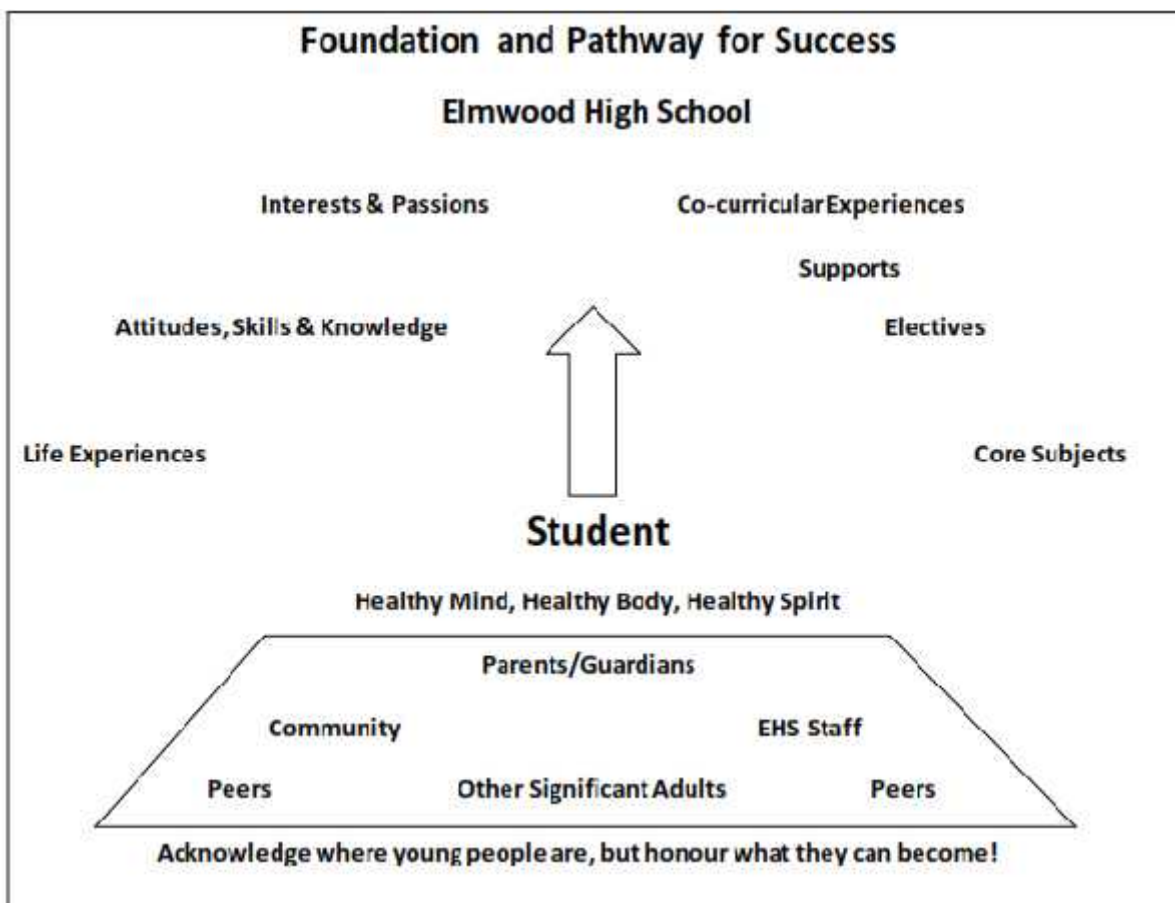 Foundation and Pathway for Success
Elmwood High School
Interests & Passions
Co-curricular Experiences
Supports
Attitudes, Skills & Knowledge
Electives
Life Experiences
Core Subjects
Student
Healthy Mind, Healthy Body, Healthy Spirit
Parents/Guardians
Community
EHS Staff
Peers
Other Significant Adults
Peers
Acknowledge where young people are, but honour what they can become!